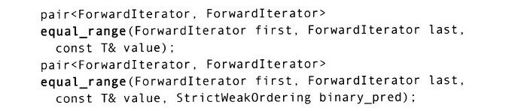 pair<ForwardIterator, ForwardIterator>
equal_range(ForwardIterator first, ForwardIterator last,
const T& value);
pair<ForwardIterator, ForwardIterator>
equal_range(ForwardIterator first, ForwardIterator last,
const T& value, StrictWeakOrdering binary_pred);